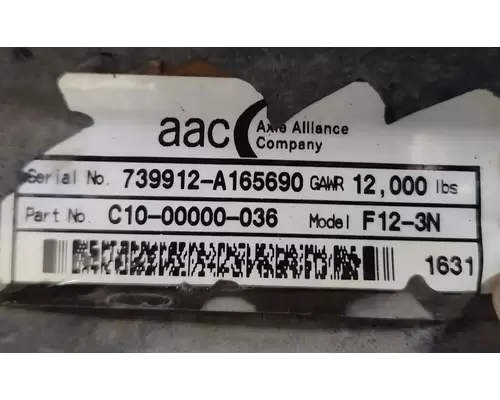 aac Axle Alliance
Company
Serial No. 739912-A165690 GAWR 12,000 lbs
Part No. C10-00000-036 Model F12-3N
1631